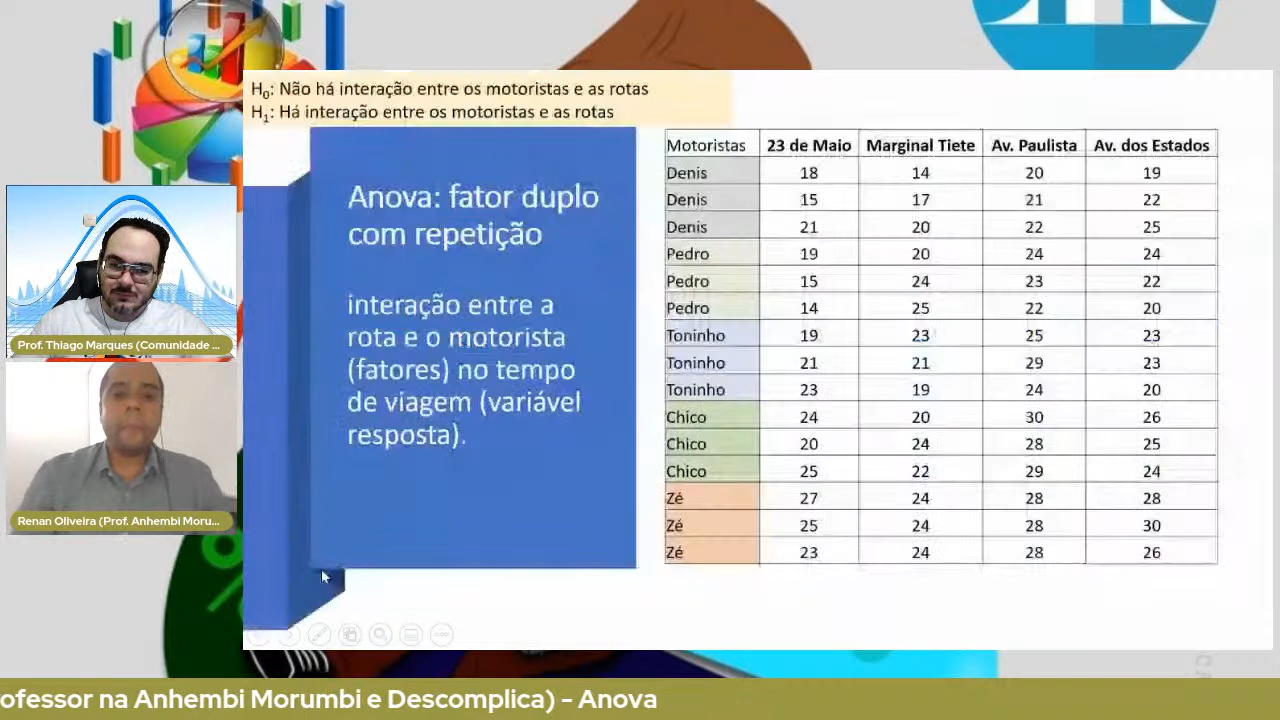 H0: Não há interação entre os motoristas e as rotas
H1: Há interação entre os motoristas e as rotas
Anova: fator duplo
com repetição
interação entre a
rota e o motorista
(fatores) no tempo
de viagem (variável
resposta).
Motoristas 23 de Maio Marginal Tiete Av. Paulista Av. dos Estados
Denis 18 14 20 19
Denis 15 17 21 22
Denis 21 20 22 25
Pedro 19 20 24 24
Pedro 15 24 23 22
Pedro 14 25 22 20
Toninho 19 23 25 23
Toninho 21 21 29 23
Toninho 23 19 24 20
Chico 24 20 30 26
Chico 20 24 28 25
Chico 25 22 29 24
Zé 27 24 28 28
Zé 25 24 28 30
Zé 23 24 28 26
Prof. Thiago Marques (Comunidade ...
Renan Oliveira (Prof. Anhembi Moru...
ofessor na Anhembi Morumbi e Descomplica) - Anova